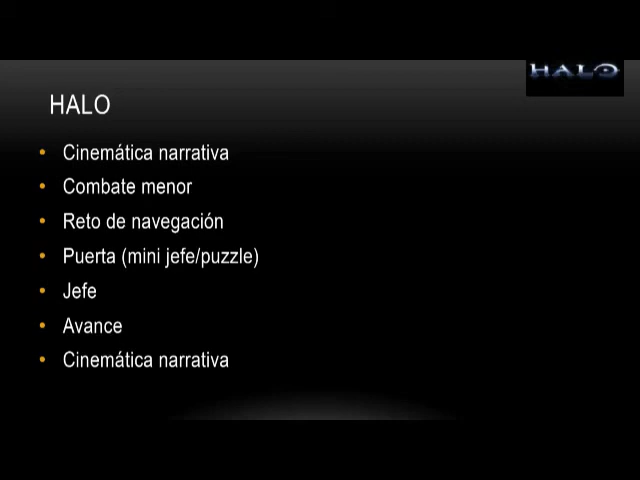 HALO
HALO
• Cinemática narrativa
• Combate menor
• Reto de navegación
• Puerta (mini jefe/puzzle)
• Jefe
• Avance
• Cinemática narrativa